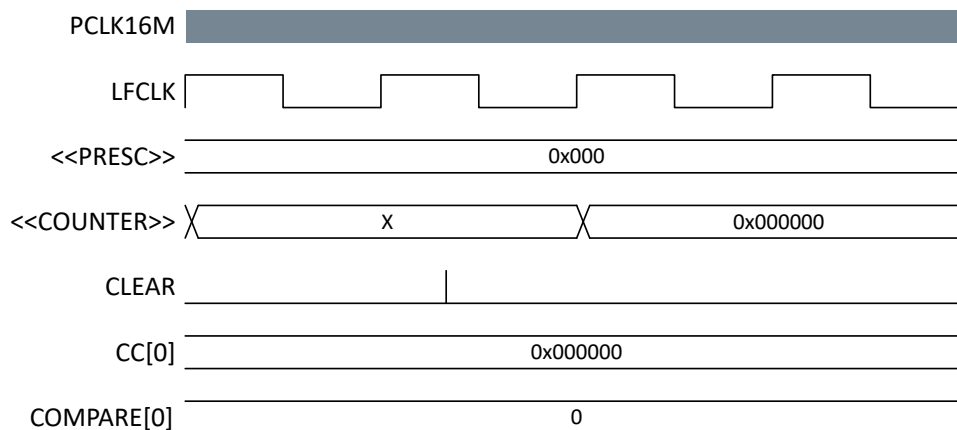 PCLK16M
LFCLK
<<PRESC>> 0x000
<<COUNTER>> X 0x000000
CLEAR
CC[0] 0x000000
COMPARE[0] 0